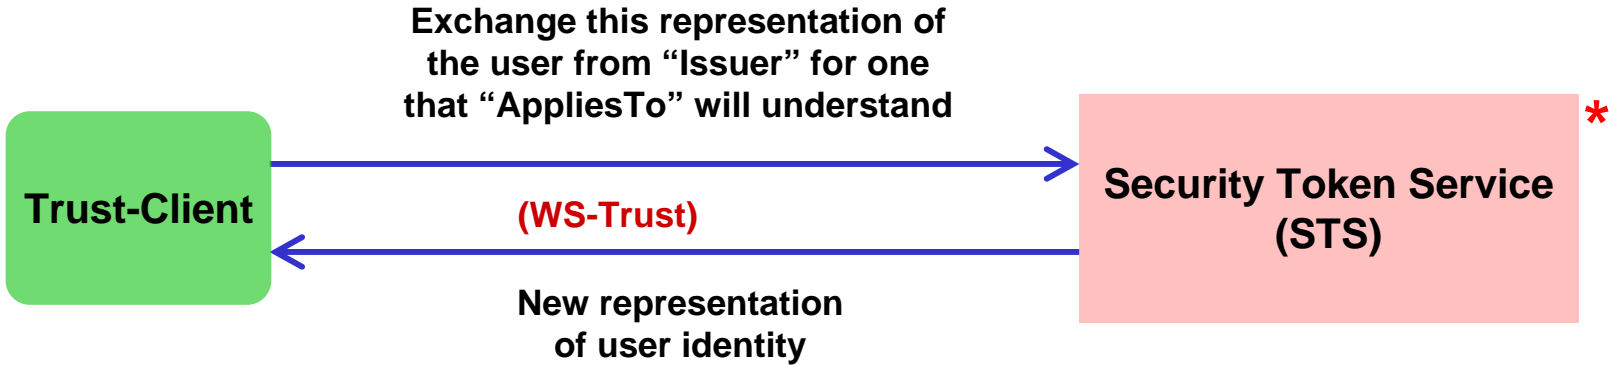 Exchange this representation of
the user from “Issuer” for one
that “AppliesTo” will understand
Trust-Client
(WS-Trust)
Security Token Service
(STS)
*
New representation
of user identity